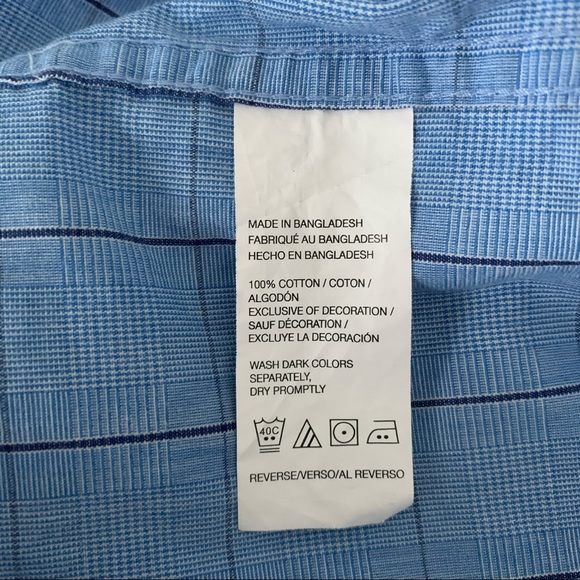 MADE IN BANGLADESH
FABRIQUÉ AU BANGLADESH
HECHO EN BANGLADESH
100% COTTON / COTON /
ALGODÓN
EXCLUSIVE OF DECORATION /
SAUF DÉCORATION /
EXCLUYE LA DECORACIÓN
WASH DARK COLORS
SEPARATELY,
DRY PROMPTLY
40C
REVERSE/VERSO/AL REVERSO